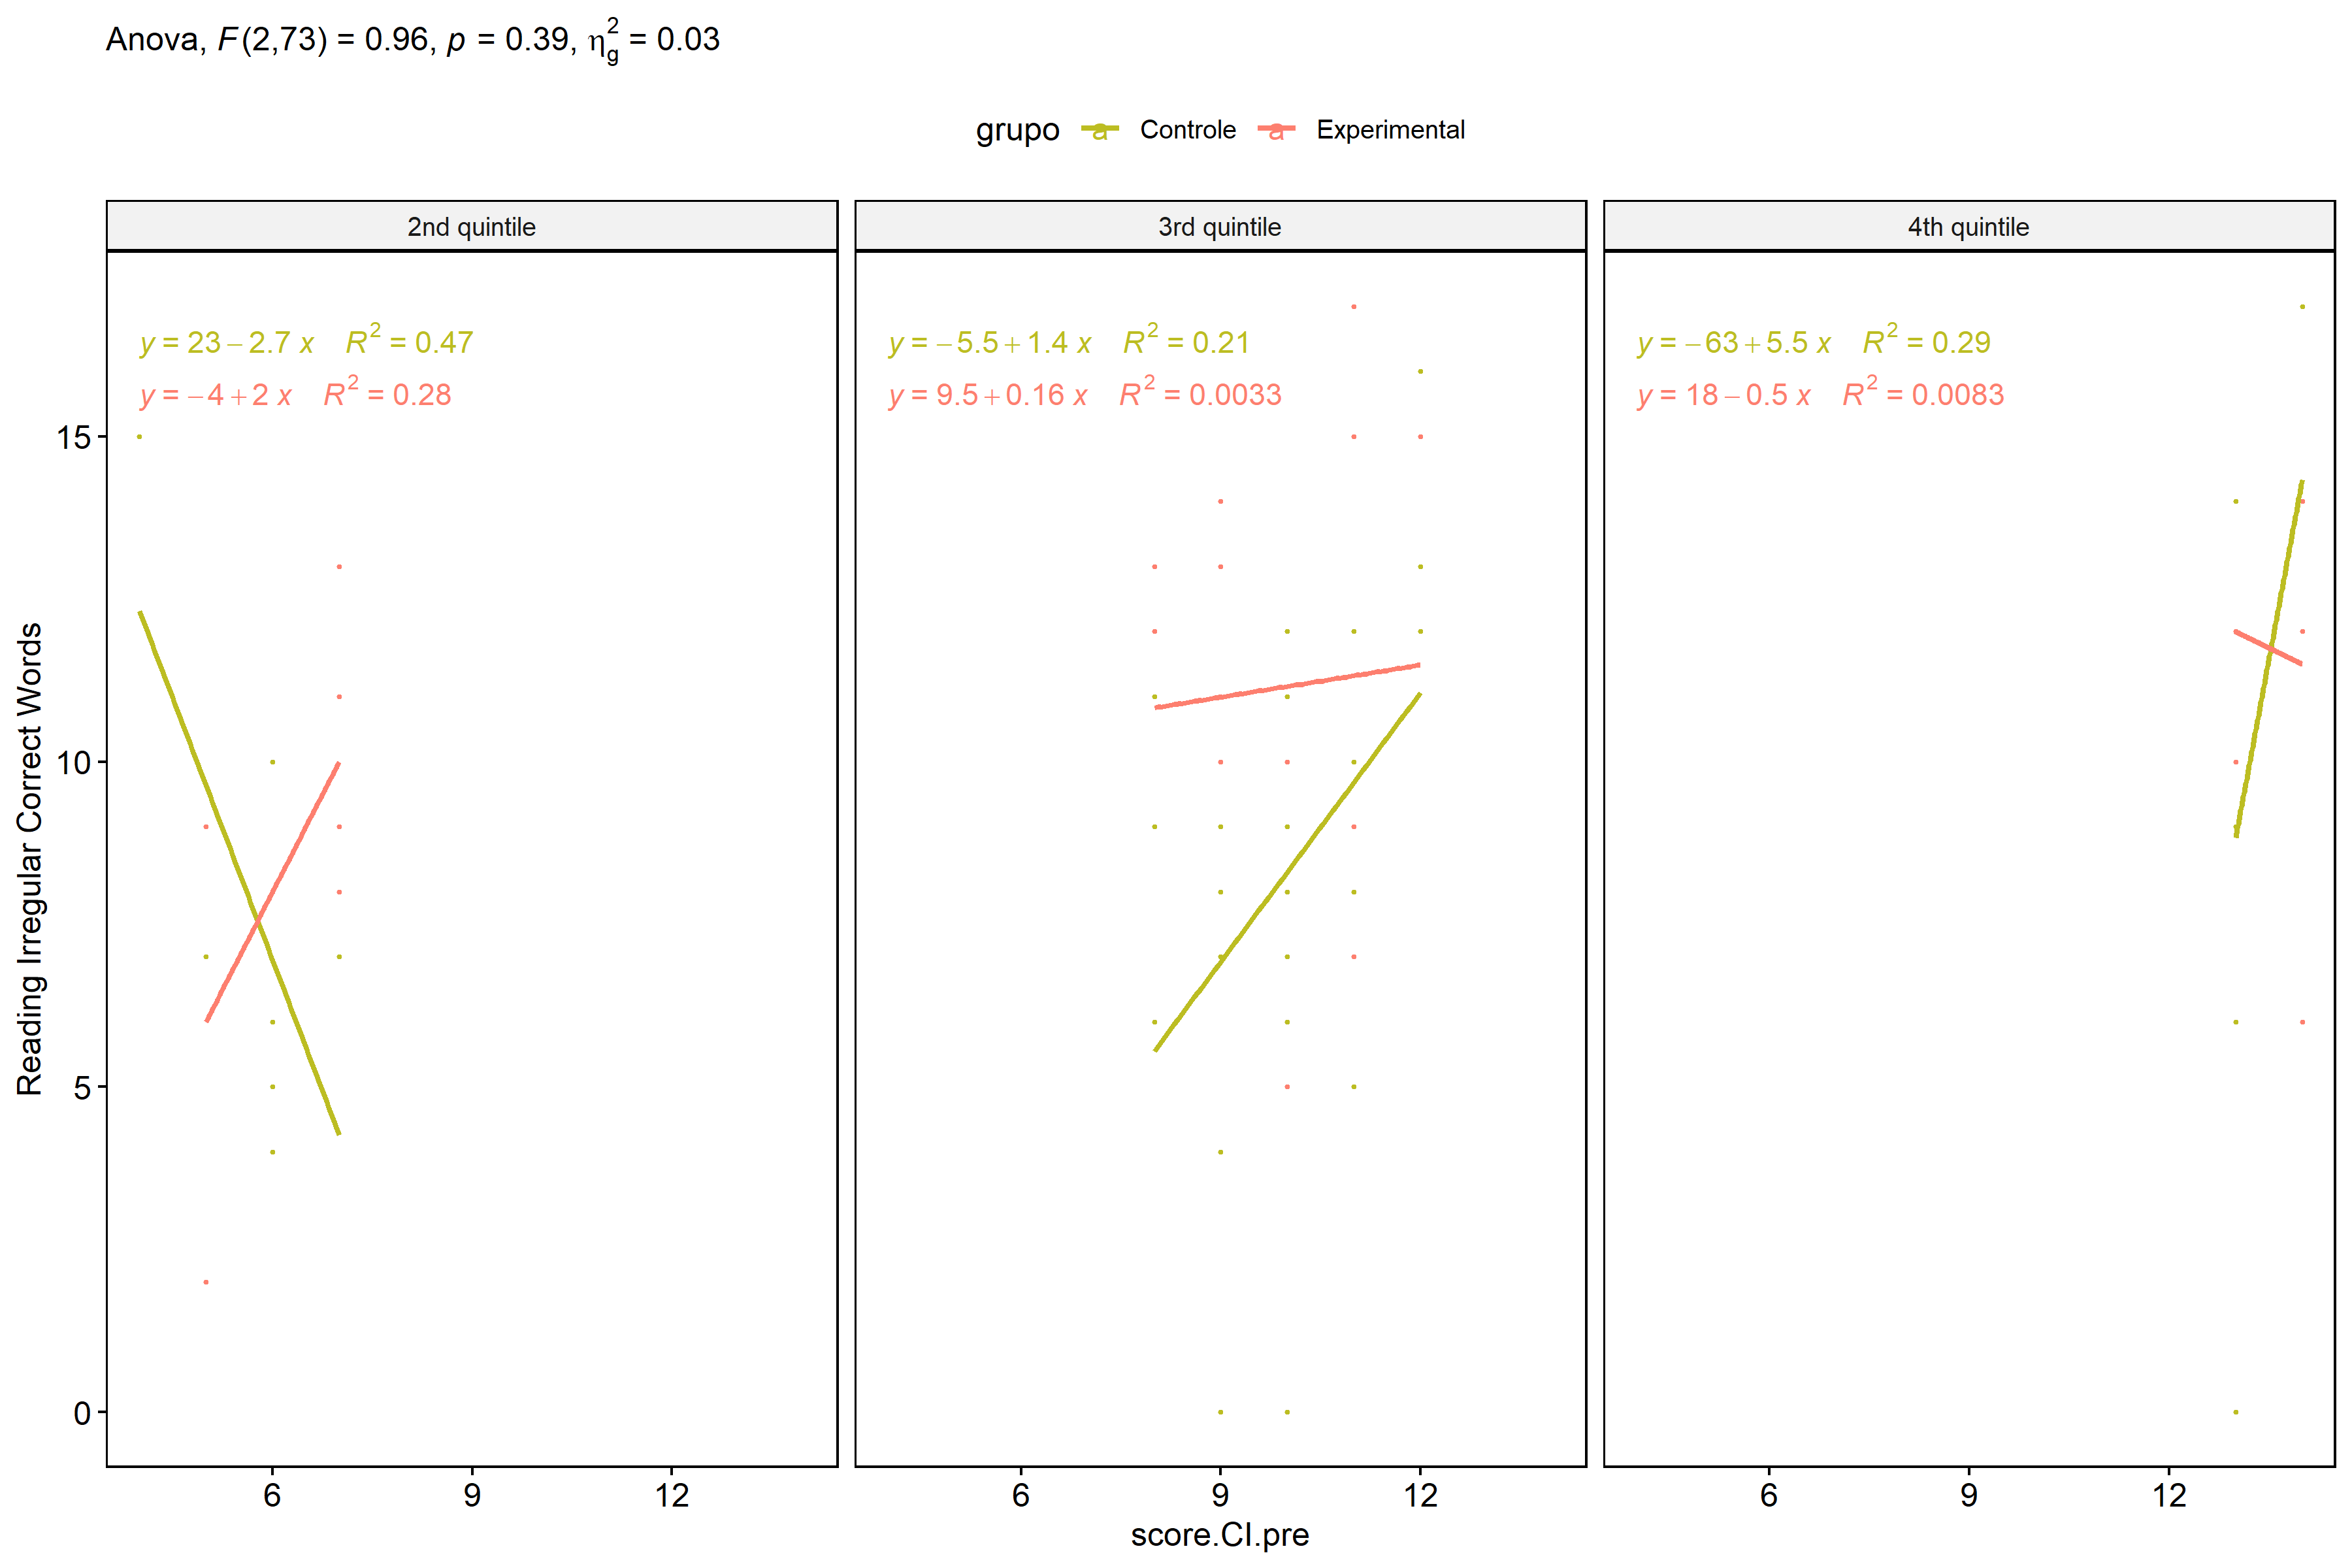 Anova, F(2,73) = 0.96, p = 0.39, η²g = 0.03
grupo a Controle a Experimental
2nd quintile 3rd quintile 4th quintile
y = 23 − 2.7 x R² = 0.47
y = −4 + 2 x R² = 0.28
y = −5.5 + 1.4 x R² = 0.21
y = 9.5 + 0.16 x R² = 0.0033
y = −63 + 5.5 x R² = 0.29
y = 18 − 0.5 x R² = 0.0083
Reading Irregular Correct Words
15
10
5
0
6 9 12 6 9 12 6 9 12
score.CI.pre